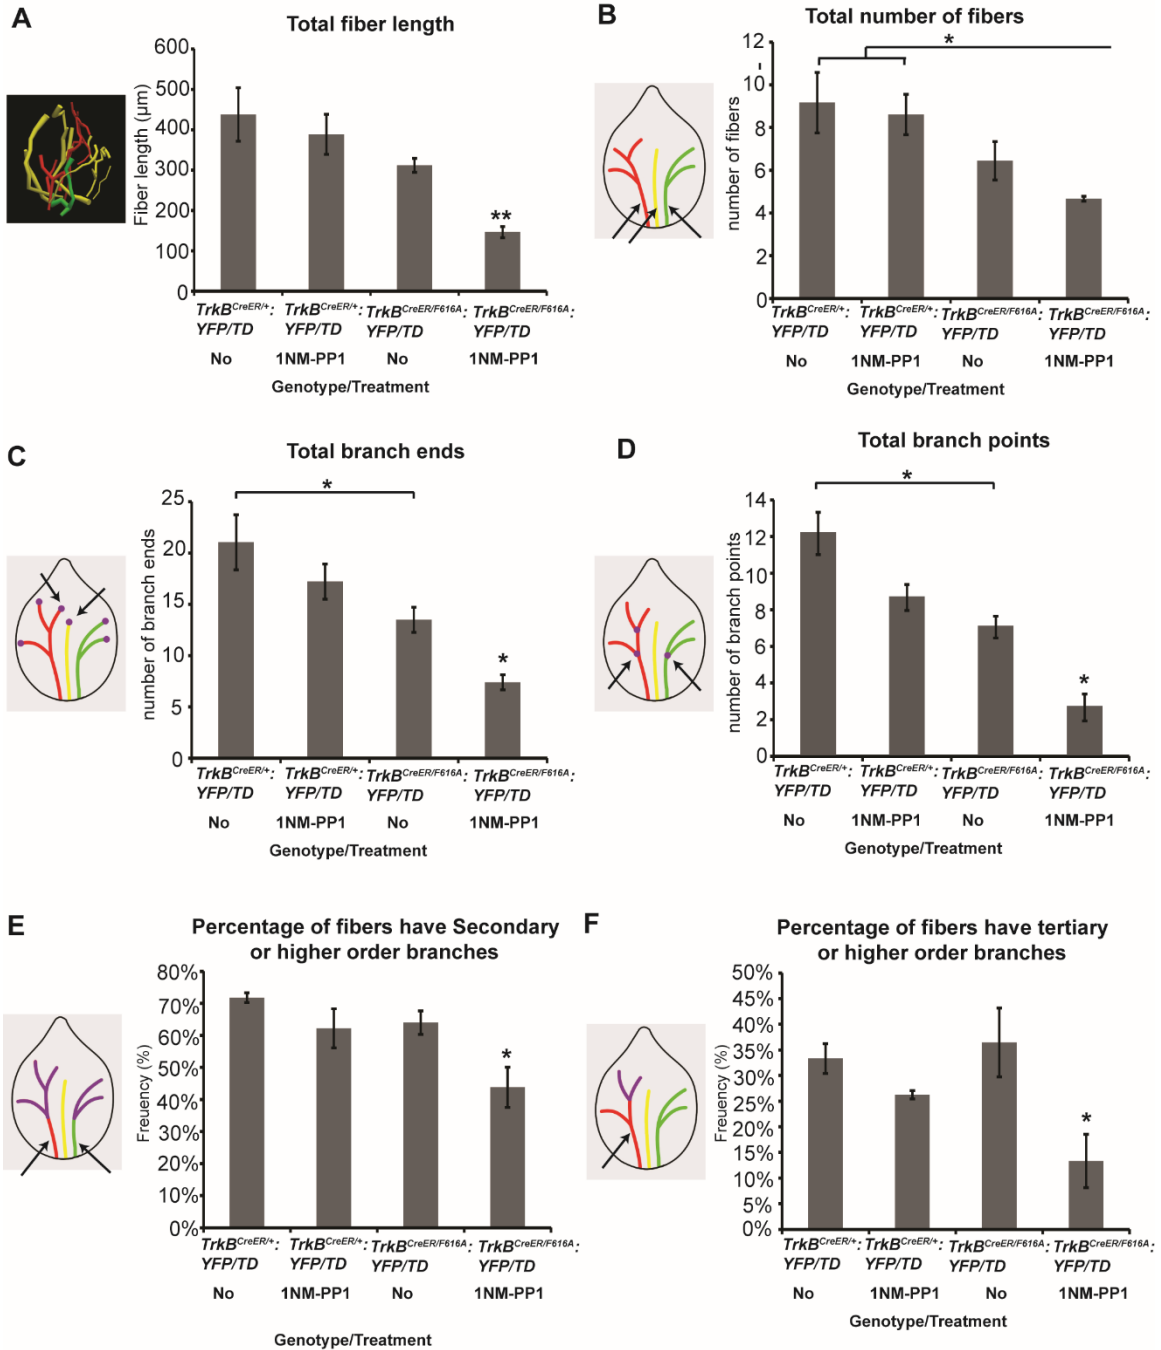 A
Total fiber length
Fiber length (µm)
600
500
400
300
200
100
0
**
TrkBCreER/+: TrkBCreER/+: TrkBCreER/F616A: TrkBCreER/F616A:
YFP/TD YFP/TD YFP/TD YFP/TD
No 1NM-PP1 No 1NM-PP1
Genotype/Treatment
B
Total number of fibers
number of fibers
12
10
8
6
4
2
0
*
TrkBCreER/+: TrkBCreER/+: TrkBCreER/F616A: TrkBCreER/F616A:
YFP/TD YFP/TD YFP/TD YFP/TD
No 1NM-PP1 No 1NM-PP1
Genotype/Treatment
C
Total branch ends
number of branch ends
25
20
15
10
5
0
*
*
TrkBCreER/+: TrkBCreER/+: TrkBCreER/F616A: TrkBCreER/F616A:
YFP/TD YFP/TD YFP/TD YFP/TD
No 1NM-PP1 No 1NM-PP1
Genotype/Treatment
D
Total branch points
number of branch points
14
12
10
8
6
4
2
0
*
*
TrkBCreER/+: TrkBCreER/+: TrkBCreER/F616A: TrkBCreER/F616A:
YFP/TD YFP/TD YFP/TD YFP/TD
No 1NM-PP1 No 1NM-PP1
Genotype/Treatment
E
Percentage of fibers have Secondary
or higher order branches
Freuency (%)
80%
70%
60%
50%
40%
30%
20%
10%
0%
*
TrkBCreER/+: TrkBCreER/+: TrkBCreER/F616A: TrkBCreER/F616A:
YFP/TD YFP/TD YFP/TD YFP/TD
No 1NM-PP1 No 1NM-PP1
Genotype/Treatment
F
Percentage of fibers have tertiary
or higher order branches
Freuency (%)
50%
45%
40%
35%
30%
25%
20%
15%
10%
5%
0%
*
TrkBCreER/+: TrkBCreER/+: TrkBCreER/F616A: TrkBCreER/F616A:
YFP/TD YFP/TD YFP/TD YFP/TD
No 1NM-PP1 No 1NM-PP1
Genotype/Treatment